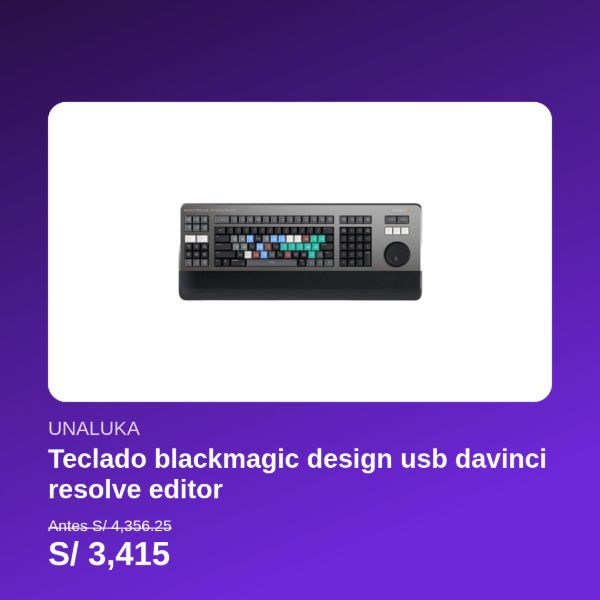 UNALUKA
Teclado blackmagic design usb davinci
resolve editor
Antes S/ 4,356.25
S/ 3,415